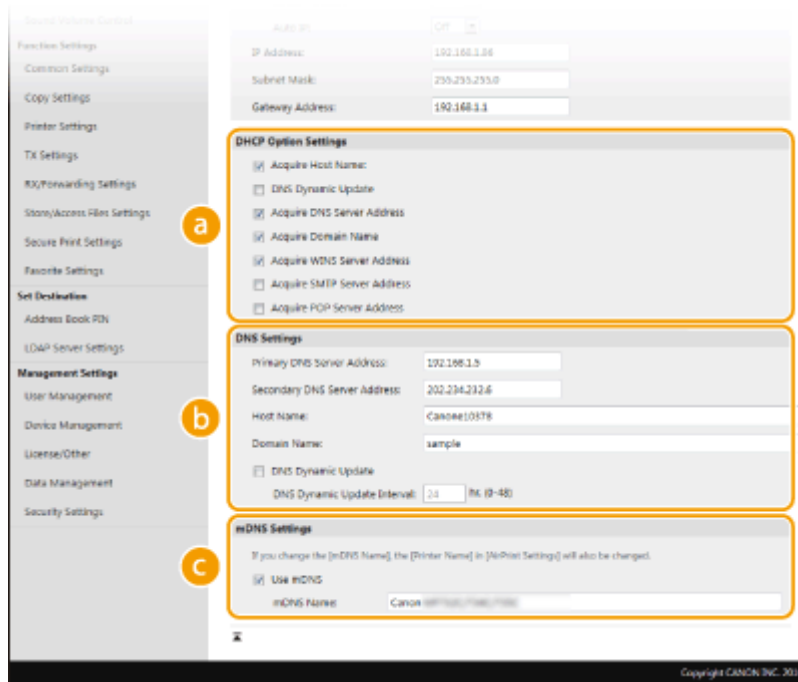 Sound Volume Control
Function Settings
Common Settings
Copy Settings
Printer Settings
TX Settings
RX/Forwarding Settings
Store/Access Files Settings
Secure Print Settings
Favorite Settings
Set Destination
Address Book PIN
LDAP Server Settings
Management Settings
User Management
Device Management
License/Other
Data Management
Security Settings
Off
IP Address: 192.168.1.86
Subnet Mask: 255.255.255.0
Gateway Address: 192.168.1.1
a
DHCP Option Settings
Acquire Host Name:
DNS Dynamic Update
Acquire DNS Server Address
Acquire Domain Name
Acquire WINS Server Address
Acquire SMTP Server Address
Acquire POP Server Address
b
DNS Settings
Primary DNS Server Address: 192.168.1.5
Secondary DNS Server Address: 202.234.232.6
Host Name: Canone10378
Domain Name: sample
DNS Dynamic Update
DNS Dynamic Update Interval: 24 hr. (0-48)
c
mDNS Settings
If you change the [mDNS Name], the [Printer Name] in [AirPrint Settings] will also be changed.
Use mDNS
mDNS Name: Canon
Copyright CANON INC. 201